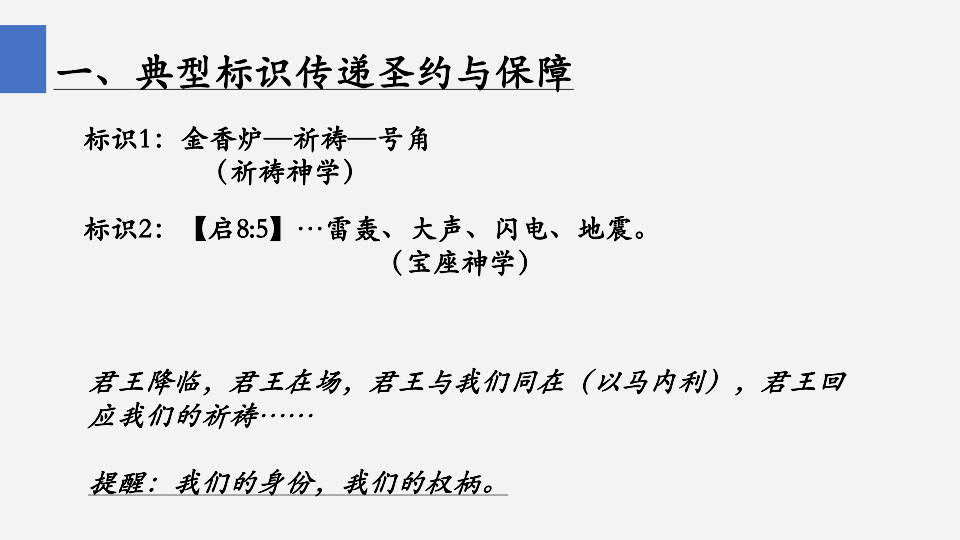 一、典型标识传递圣约与保障
标识1：金香炉—祈祷—号角
（祈祷神学）
标识2：【启8:5】…雷轰、大声、闪电、地震。
（宝座神学）
君王降临，君王在场，君王与我们同在（以马内利），君王回
应我们的祈祷……
提醒：我们的身份，我们的权柄。